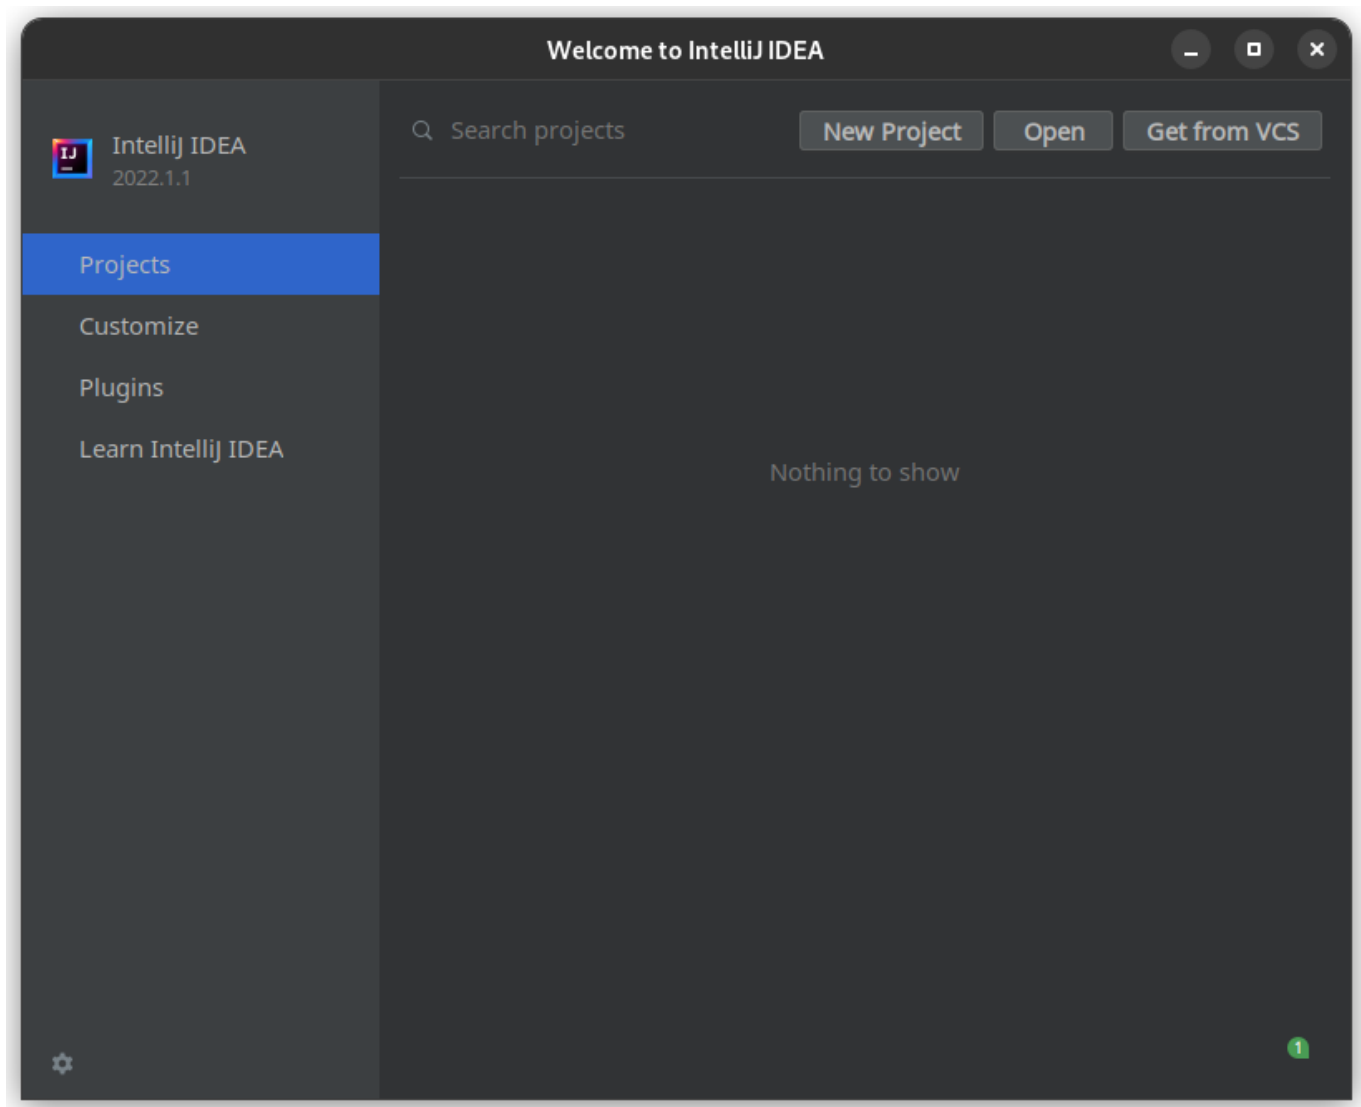 Welcome to IntelliJ IDEA
IJ
IntelliJ IDEA
2022.1.1
Search projects
New Project
Open
Get from VCS
Projects
Customize
Plugins
Learn IntelliJ IDEA
Nothing to show
1